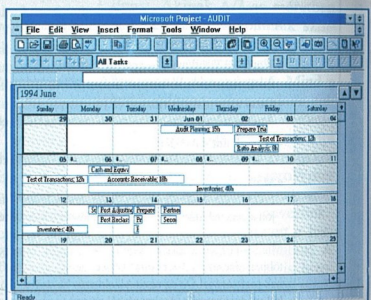 Microsoft Project - AUDIT
File Edit View Insert Format Tools Window Help
All Tasks
1994 June
Sunday Monday Tuesday Wednesday Thursday Friday Saturday
29 30 31 Jun 01 02 03 04
Audit Planning, 15h Prepare Trial
Test of Transactions, 12h
Ratio Analysis, 8h
05 06 07 08 09 10 11
Cash and Equiva
Test of Transactions, 12h Accounts Receivable, 18h
Inventories, 40h
12 13 14 15 16 17 18
Post Adjusting Prepare
Post Reclas
Inventories, 40h
19 20 21 22 23 24 25
Ready